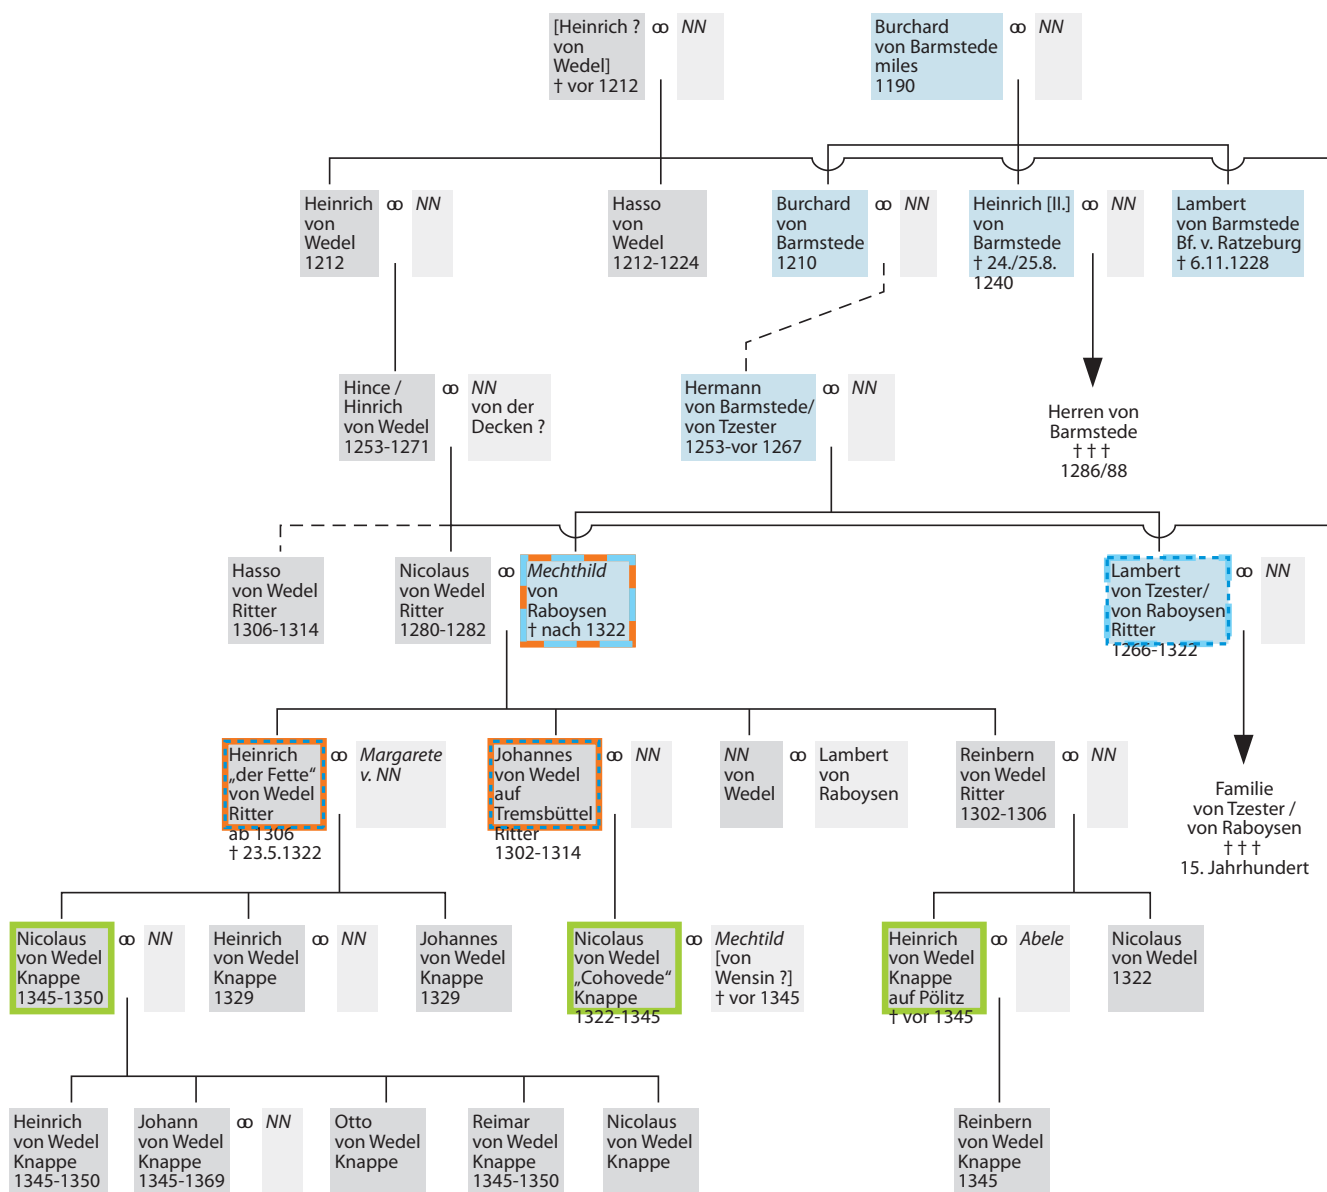 [Heinrich ?
von
Wedel]
† vor 1212
ꝏ
NN
Burchard
von Barmstede
miles
1190
ꝏ
NN
Heinrich
von
Wedel
1212
ꝏ
NN
Hasso
von
Wedel
1212-1224
Burchard
von
Barmstede
1210
ꝏ
NN
Heinrich [II.]
von
Barmstede
† 24./25.8.
1240
ꝏ
NN
Lambert
von Barmstede
Bf. v. Ratzeburg
† 6.11.1228
Hince /
Hinrich
von Wedel
1253-1271
ꝏ
NN
von der
Decken ?
Hermann
von Barmstede/
von Tzester
1253-vor 1267
ꝏ
NN
Herren von
Barmstede
† † †
1286/88
Hasso
von Wedel
Ritter
1306-1314
Nicolaus
von Wedel
Ritter
1280-1282
ꝏ
Mechthild
von
Raboysen
† nach 1322
Lambert
von Tzester/
von Raboysen
Ritter
1266-1322
ꝏ
NN
Heinrich
„der Fette“
von Wedel
Ritter
ab 1306
† 23.5.1322
ꝏ
Margarete
v. NN
Johannes
von Wedel
auf
Tremsbüttel
Ritter
1302-1314
ꝏ
NN
NN
von
Wedel
ꝏ
Lambert
von
Raboysen
Reinbern
von Wedel
Ritter
1302-1306
ꝏ
NN
Familie
von Tzester /
von Raboysen
† † †
15. Jahrhundert
Nicolaus
von Wedel
Knappe
1345-1350
ꝏ
NN
Heinrich
von Wedel
Knappe
1329
ꝏ
NN
Johannes
von Wedel
Knappe
1329
Nicolaus
von Wedel
„Cohovede“
Knappe
1322-1345
ꝏ
Mechtild
[von
Wensin ?]
† vor 1345
Heinrich
von Wedel
Knappe
auf Pölitz
† vor 1345
ꝏ
Abele
Nicolaus
von Wedel
1322
Heinrich
von Wedel
Knappe
1345-1350
Johann
von Wedel
Knappe
1345-1369
ꝏ
NN
Otto
von Wedel
Knappe
Reimar
von Wedel
Knappe
1345-1350
Nicolaus
von Wedel
Knappe
Reinbern
von Wedel
Knappe
1345